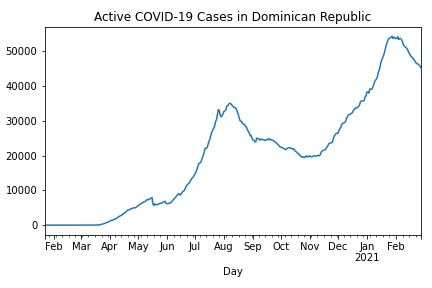 Active COVID-19 Cases in Dominican Republic
50000
40000
30000
20000
10000
0
Feb Mar Apr May Jun Jul Aug Sep Oct Nov Dec Jan Feb
2021
Day